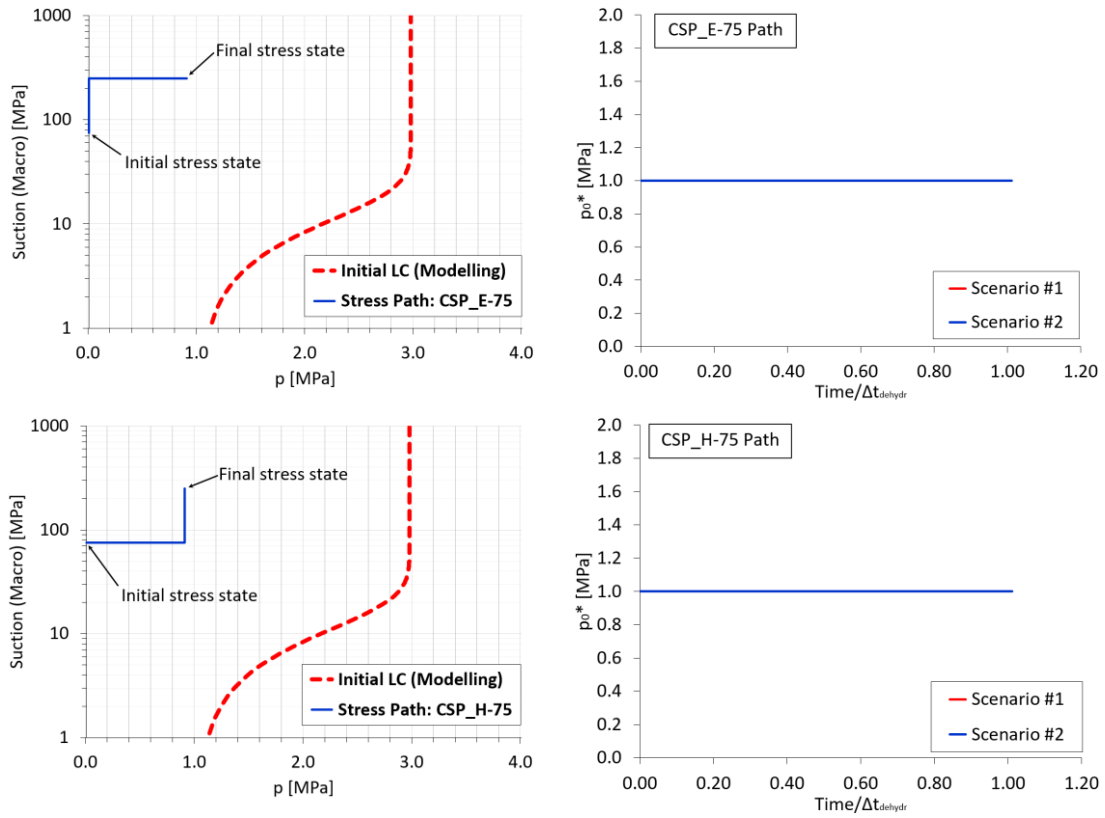 1000
100
10
1
Suction (Macro) [MPa]
Final stress state
Initial stress state
Initial LC (Modelling)
Stress Path: CSP_E-75
0.0 1.0 2.0 3.0 4.0
p [MPa]
CSP_E-75 Path
2.0
1.8
1.6
1.4
1.2
1.0
0.8
0.6
0.4
0.2
0.0
p₀* [MPa]
Scenario #1
Scenario #2
0.00 0.20 0.40 0.60 0.80 1.00 1.20
Time/Δtdehydr
1000
100
10
1
Suction (Macro) [MPa]
Final stress state
Initial stress state
Initial LC (Modelling)
Stress Path: CSP_H-75
0.0 1.0 2.0 3.0 4.0
p [MPa]
CSP_H-75 Path
2.0
1.8
1.6
1.4
1.2
1.0
0.8
0.6
0.4
0.2
0.0
p₀* [MPa]
Scenario #1
Scenario #2
0.00 0.20 0.40 0.60 0.80 1.00 1.20
Time/Δtdehydr